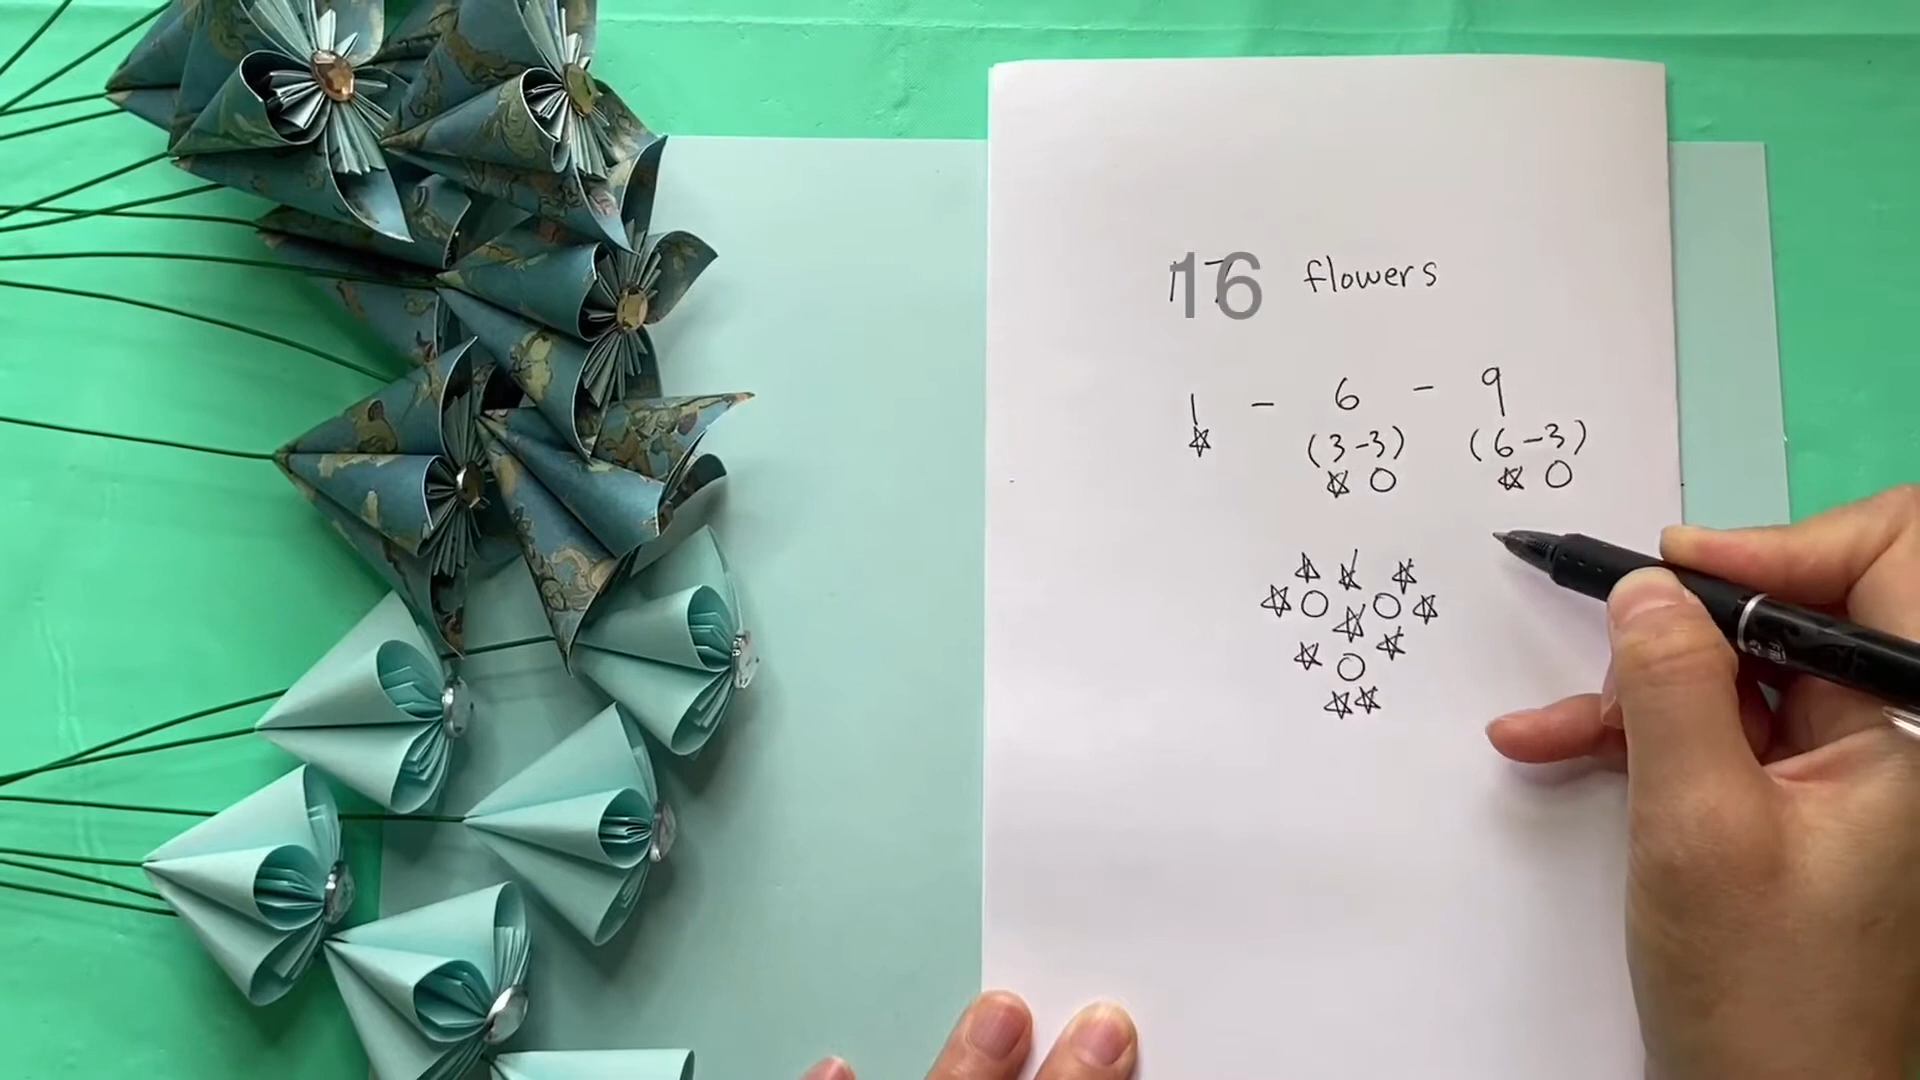 16 flowers
1 - 6 - 9
(3-3) (6-3)